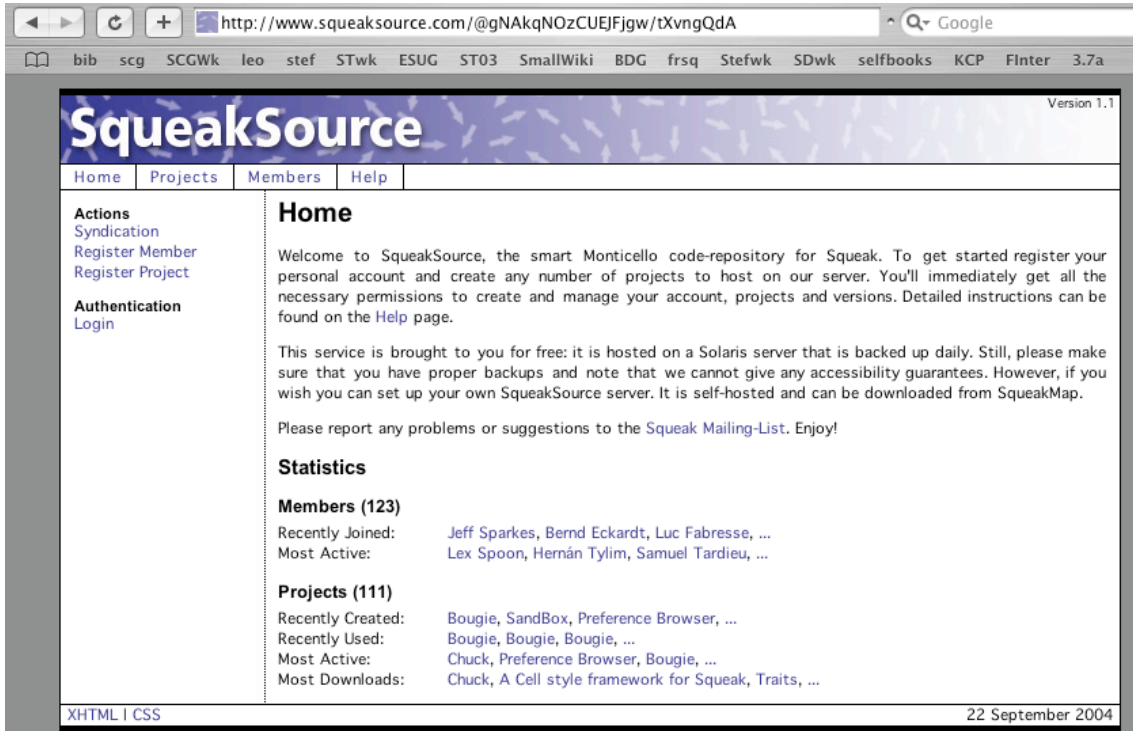 http://www.squeaksource.com/@gNAkqNOzCUEJFjgw/tXvngQdA
Google
bib scg SCGWk leo stef STwk ESUG ST03 SmallWiki BDG frsq Stefwk SDwk selfbooks KCP FInter 3.7a
Version 1.1
SqueakSource
Home Projects Members Help
Actions
Syndication
Register Member
Register Project
Authentication
Login
Home
Welcome to SqueakSource, the smart Monticello code-repository for Squeak. To get started register your
personal account and create any number of projects to host on our server. You'll immediately get all the
necessary permissions to create and manage your account, projects and versions. Detailed instructions can be
found on the Help page.
This service is brought to you for free: it is hosted on a Solaris server that is backed up daily. Still, please make
sure that you have proper backups and note that we cannot give any accessibility guarantees. However, if you
wish you can set up your own SqueakSource server. It is self-hosted and can be downloaded from SqueakMap.
Please report any problems or suggestions to the Squeak Mailing-List. Enjoy!
Statistics
Members (123)
Recently Joined: Jeff Sparkes, Bernd Eckardt, Luc Fabresse, ...
Most Active: Lex Spoon, Hernán Tylim, Samuel Tardieu, ...
Projects (111)
Recently Created: Bougie, SandBox, Preference Browser, ...
Recently Used: Bougie, Bougie, Bougie, ...
Most Active: Chuck, Preference Browser, Bougie, ...
Most Downloads: Chuck, A Cell style framework for Squeak, Traits, ...
XHTML | CSS
22 September 2004